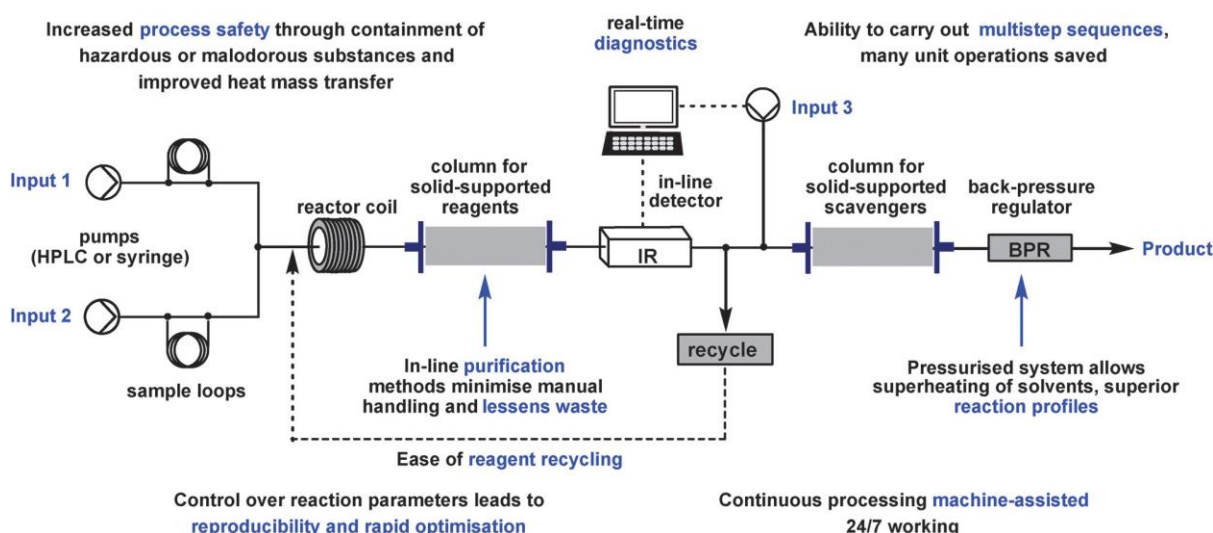 Increased process safety through containment of
hazardous or malodorous substances and
improved heat mass transfer
real-time
diagnostics
Ability to carry out multistep sequences,
many unit operations saved
Input 3
Input 1
column for
solid-supported
reagents
in-line
detector
column for
solid-supported
scavengers
back-pressure
regulator
reactor coil
pumps
(HPLC or syringe)
IR
BPR
Product
Input 2
recycle
sample loops
In-line purification
methods minimise manual
handling and lessens waste
Pressurised system allows
superheating of solvents, superior
reaction profiles
Ease of reagent recycling
Control over reaction parameters leads to
reproducibility and rapid optimisation
Continuous processing machine-assisted
24/7 working